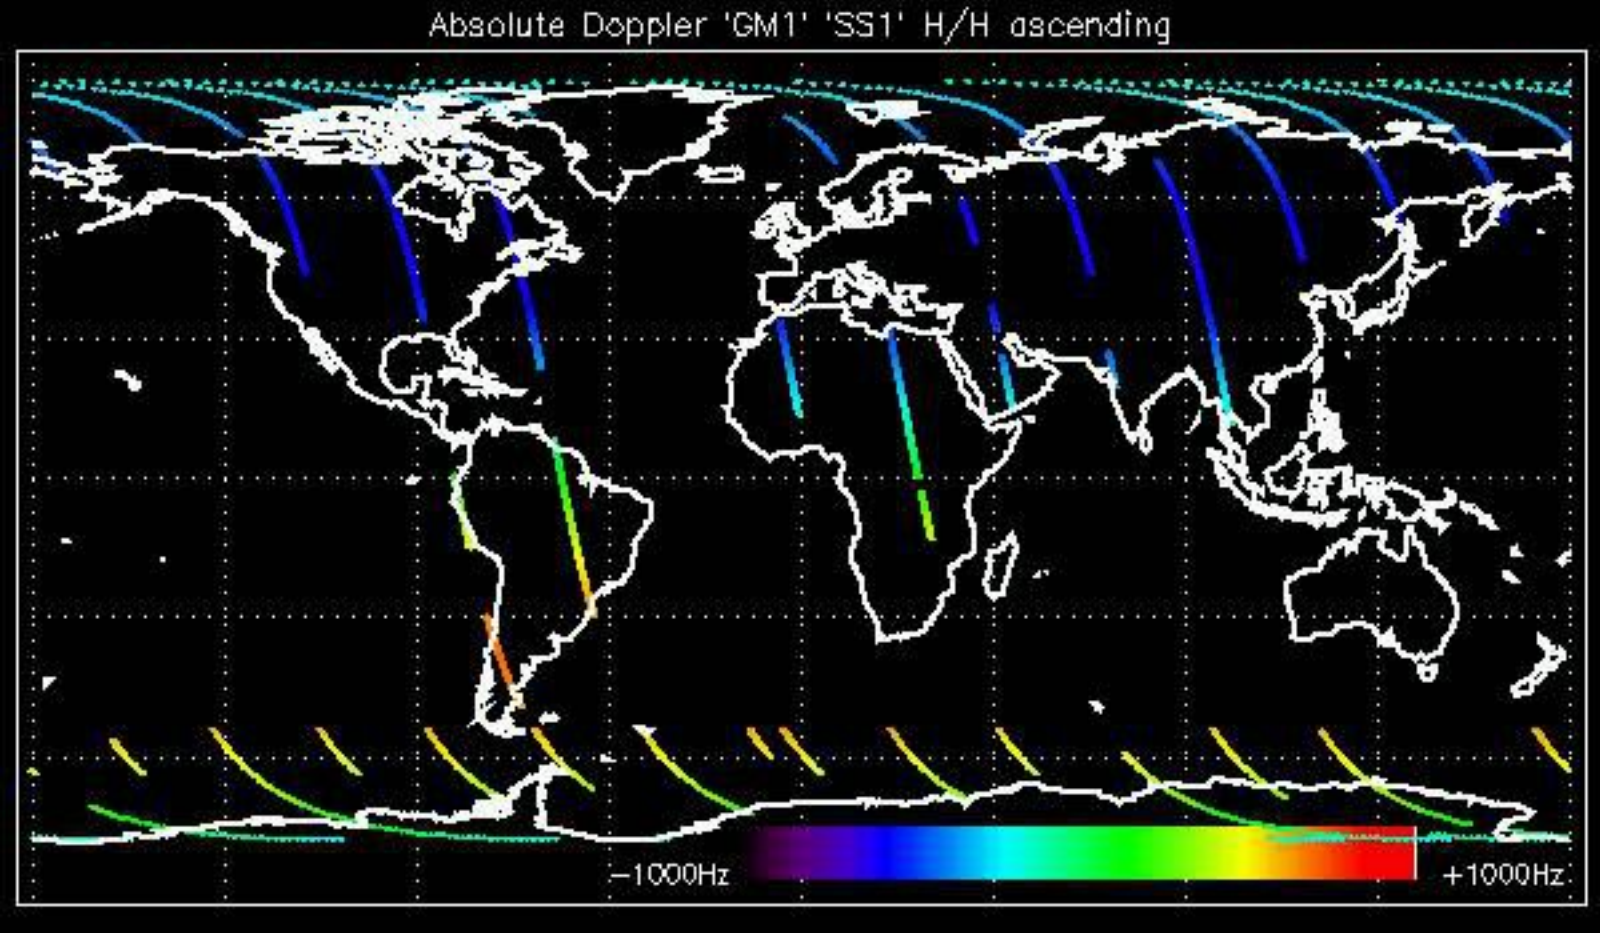 Absolute Doppler 'GM1' 'SS1' H/H ascending
−1000Hz +1000Hz